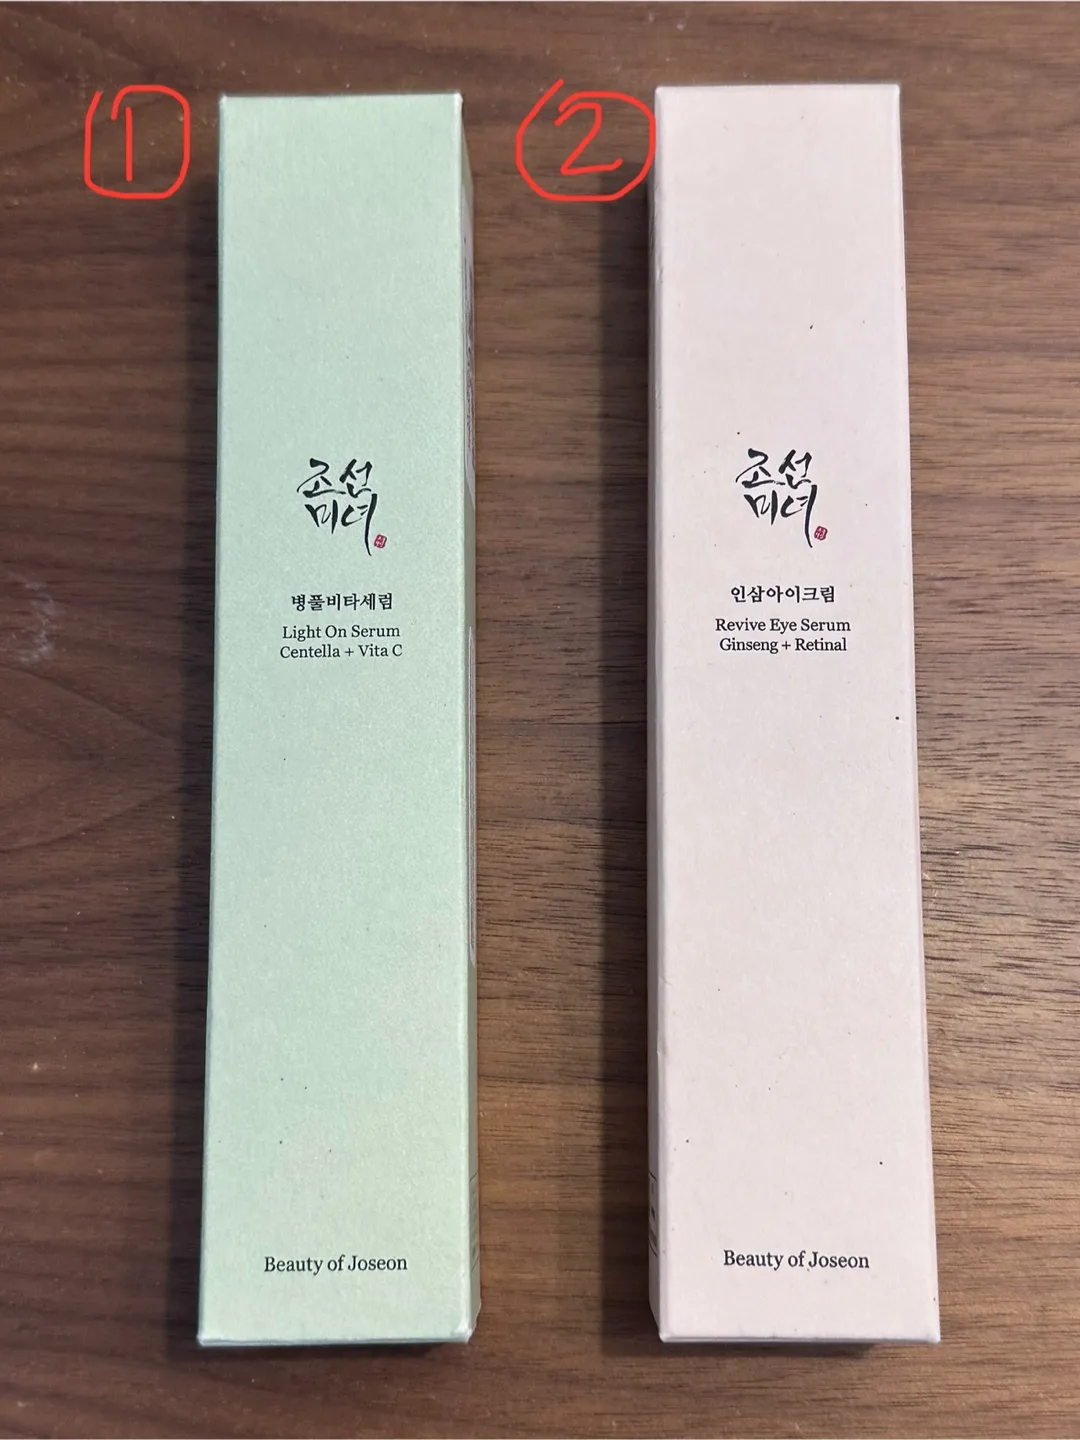 1
조선
미녀
병풀비타세럼
Light On Serum
Centella + Vita C
Beauty of Joseon
2
조선
미녀
인삼아이크림
Revive Eye Serum
Ginseng + Retinal
Beauty of Joseon